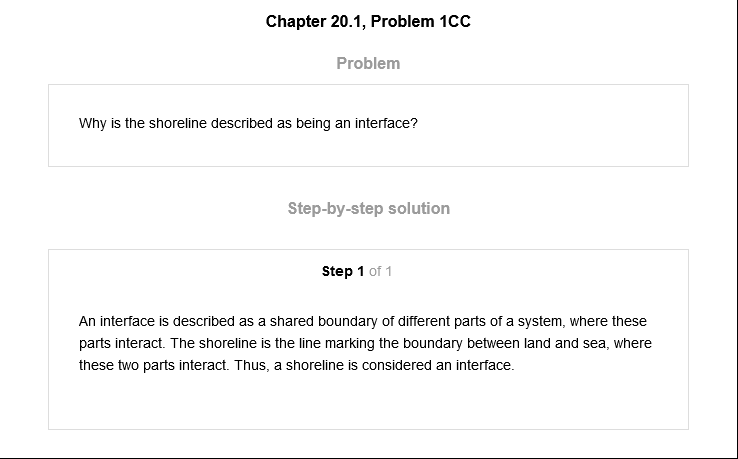 Chapter 20.1, Problem 1CC
Problem
Why is the shoreline described as being an interface?
Step-by-step solution
Step 1 of 1
An interface is described as a shared boundary of different parts of a system, where these
parts interact. The shoreline is the line marking the boundary between land and sea, where
these two parts interact. Thus, a shoreline is considered an interface.